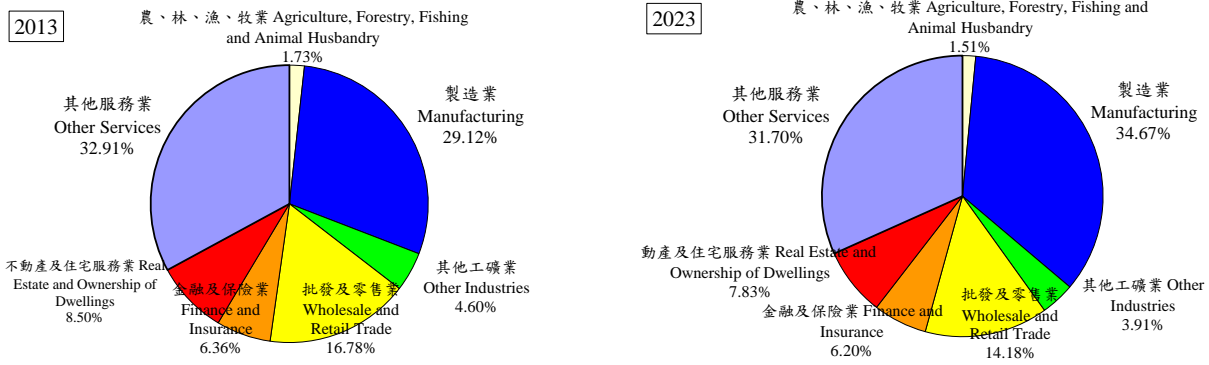 2013
農、林、漁、牧業 Agriculture, Forestry, Fishing
and Animal Husbandry
1.73%
製造業
Manufacturing
29.12%
其他工礦業
Other Industries
4.60%
批發及零售業
Wholesale and
Retail Trade
16.78%
金融及保險業
Finance and
Insurance
6.36%
不動產及住宅服務業 Real
Estate and Ownership of
Dwellings
8.50%
其他服務業
Other Services
32.91%
2023
農、林、漁、牧業 Agriculture, Forestry, Fishing and
Animal Husbandry
1.51%
製造業
Manufacturing
34.67%
其他工礦業 Other
Industries
3.91%
批發及零售業
Wholesale and
Retail Trade
14.18%
金融及保險業 Finance and
Insurance
6.20%
動產及住宅服務業 Real Estate and
Ownership of Dwellings
7.83%
其他服務業
Other Services
31.70%